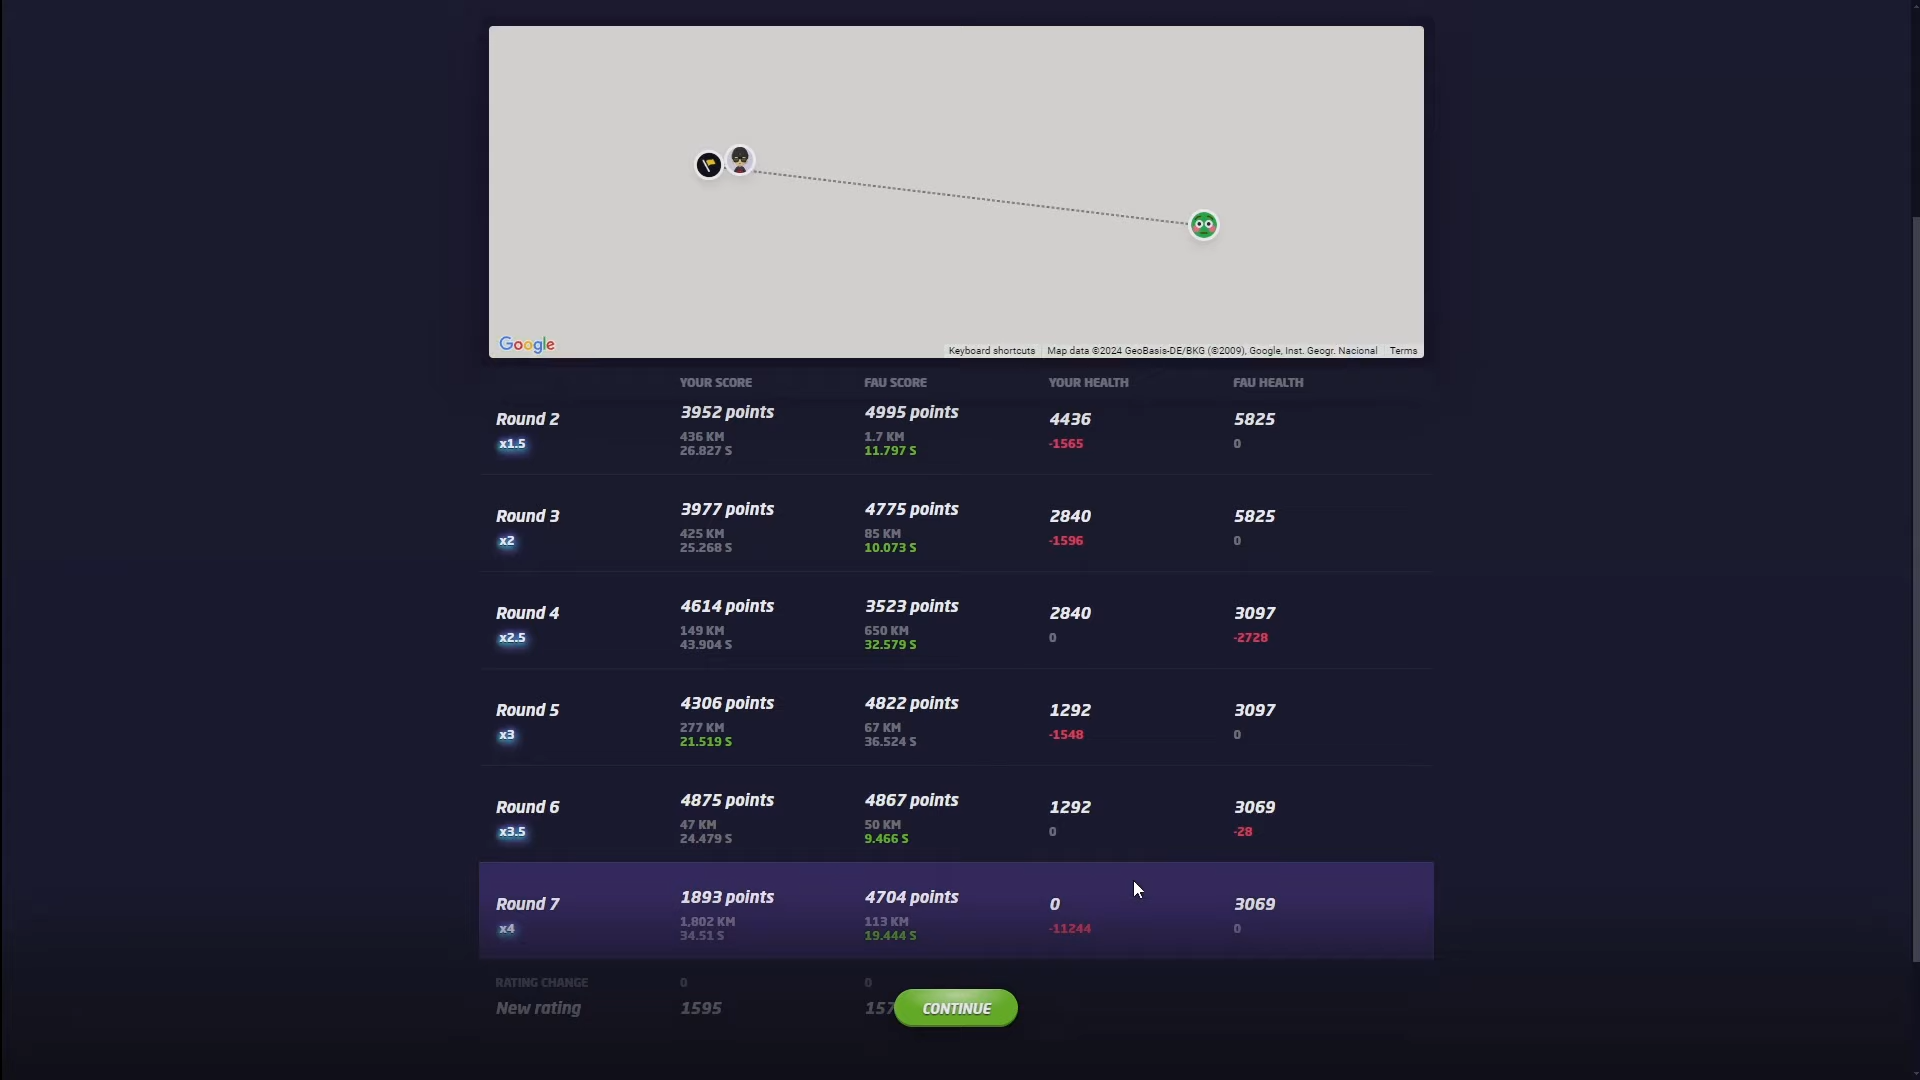 Google
Keyboard shortcuts Map data ©2024 GeoBasis-DE/BKG (©2009), Google, Inst. Geogr. Nacional Terms
YOUR SCORE FAU SCORE YOUR HEALTH FAU HEALTH
Round 2 3952 points 4995 points 4436 5825
x1.5 436 KM 1.7 KM -1565 0
26.827 S 11.797 S
Round 3 3977 points 4775 points 2840 5825
x2 425 KM 85 KM -1596 0
25.268 S 10.073 S
Round 4 4614 points 3523 points 2840 3097
x2.5 149 KM 650 KM 0 -2728
43.904 S 32.579 S
Round 5 4306 points 4822 points 1292 3097
x3 277 KM 67 KM -1548 0
21.519 S 36.524 S
Round 6 4875 points 4867 points 1292 3069
x3.5 47 KM 50 KM 0 -28
24.479 S 9.466 S
Round 7 1893 points 4704 points 0 3069
x4 1,802 KM 113 KM -11244 0
34.51 S 19.444 S
RATING CHANGE 0 0
New rating 1595 157
CONTINUE